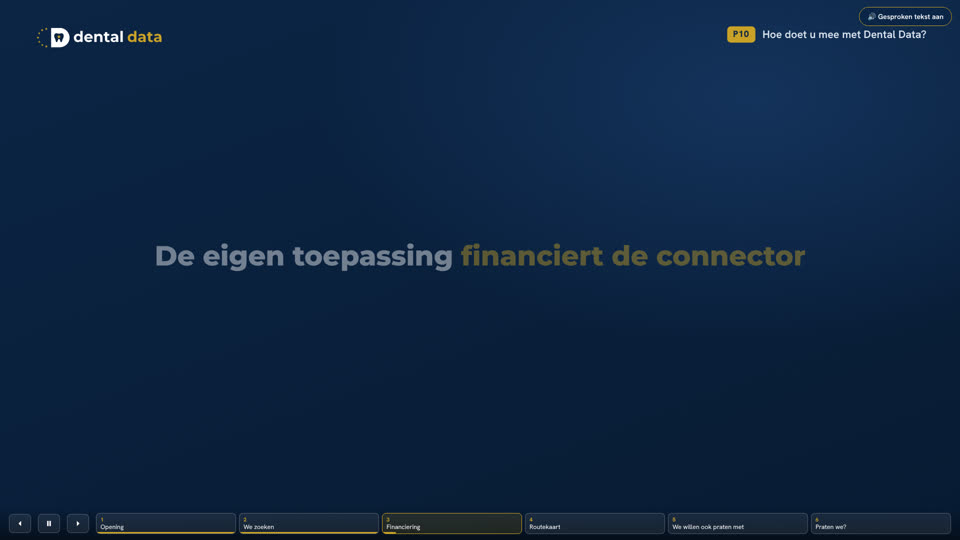 Gesproken tekst aan
dental data
P10 Hoe doet u mee met Dental Data?
De eigen toepassing financiert de connector
1
Opening
2
We zoeken
3
Financiering
4
Routekaart
5
We willen ook praten met
6
Praten we?